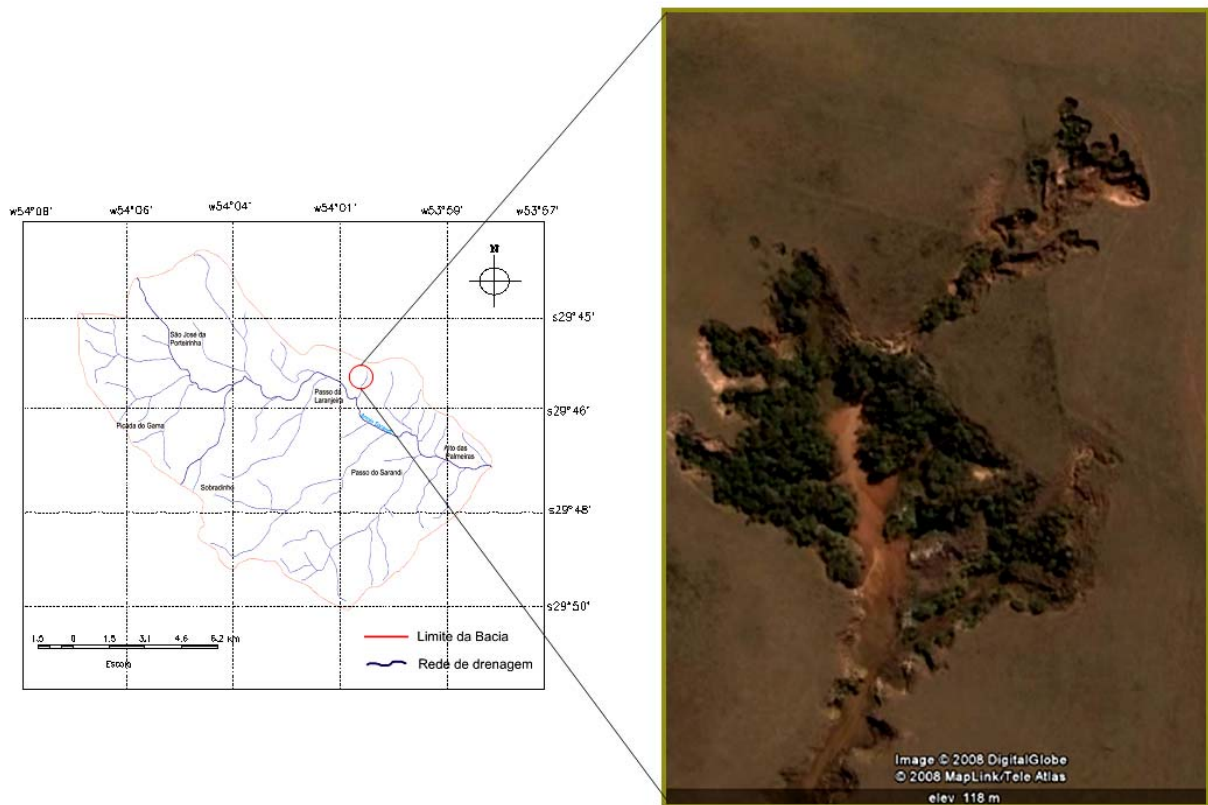 w54°08'
w54°06'
w54°04'
w54°01'
w53°59'
w53°57'
N
s29°45'
São José da
Porteirinha
Passo da
Laranjeira
s29°46'
Picada do Gama
Alto das
Palmeiras
Passo do Sarandi
Sobradinho
s29°48'
s29°50'
1.5 0 1.5 3.1 4.6 6.2 Km
Escala
Limite da Bacia
Rede de drenagem
Image © 2008 DigitalGlobe
© 2008 MapLink/Tele Atlas
elev 118 m